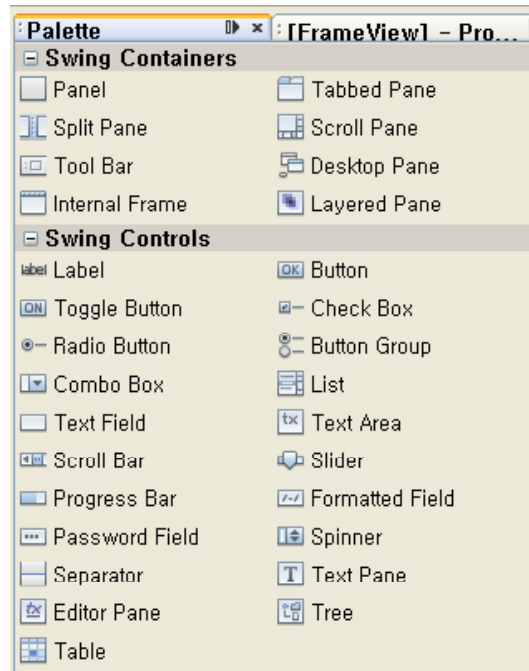 Palette [FrameView] - Pro...
Swing Containers
Panel Tabbed Pane
Split Pane Scroll Pane
Tool Bar Desktop Pane
Internal Frame Layered Pane
Swing Controls
label Label OK Button
ON Toggle Button Check Box
Radio Button Button Group
Combo Box List
Text Field tx Text Area
Scroll Bar Slider
Progress Bar Formatted Field
Password Field Spinner
Separator T Text Pane
tx Editor Pane Tree
Table